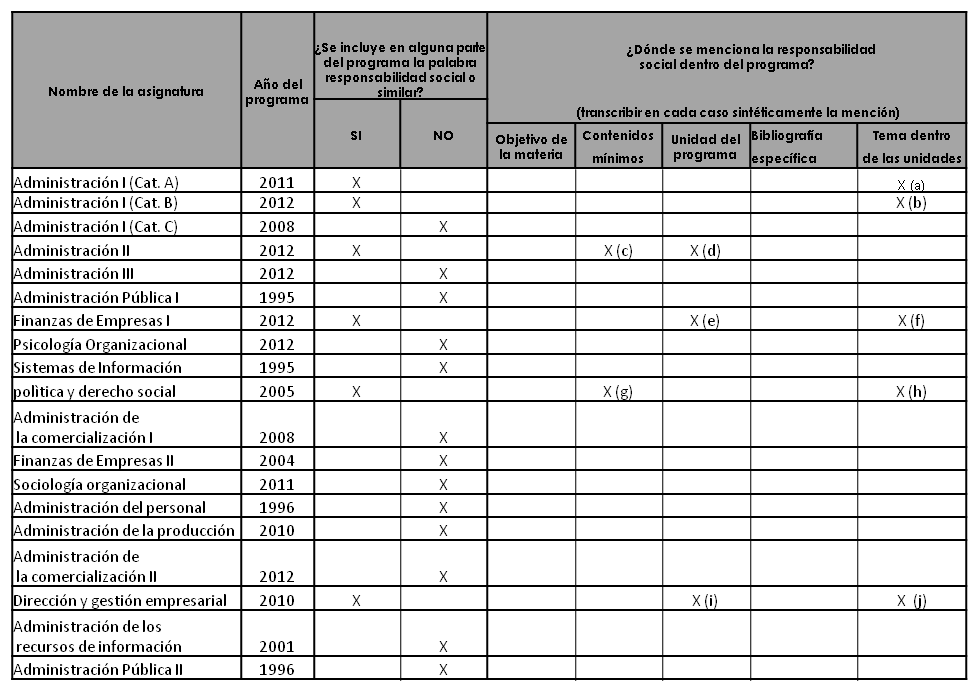 Nombre de la asignatura
Año del
programa
¿Se incluye en alguna parte
del programa la palabra
responsabilidad social o
similar?
¿Dónde se menciona la responsabilidad
social dentro del programa?
(transcribir en cada caso sintéticamente la mención)
SI NO
Objetivo de
la materia
Contenidos
mínimos
Unidad del
programa
Bibliografía
específica
Tema dentro
de las unidades
Administración I (Cat. A) 2011 X X (a)
Administración I (Cat. B) 2012 X X (b)
Administración I (Cat. C) 2008 X
Administración II 2012 X X (c) X (d)
Administración III 2012 X
Administración Pública I 1995 X
Finanzas de Empresas I 2012 X X (e) X (f)
Psicología Organizacional 2012 X
Sistemas de Información 1995 X
polìtica y derecho social 2005 X X (g) X (h)
Administración de
la comercialización I 2008 X
Finanzas de Empresas II 2004 X
Sociología organizacional 2011 X
Administración del personal 1996 X
Administración de la producción 2010 X
Administración de
la comercialización II 2012 X
Dirección y gestión empresarial 2010 X X (i) X (j)
Administración de los
recursos de información 2001 X
Administración Pública II 1996 X